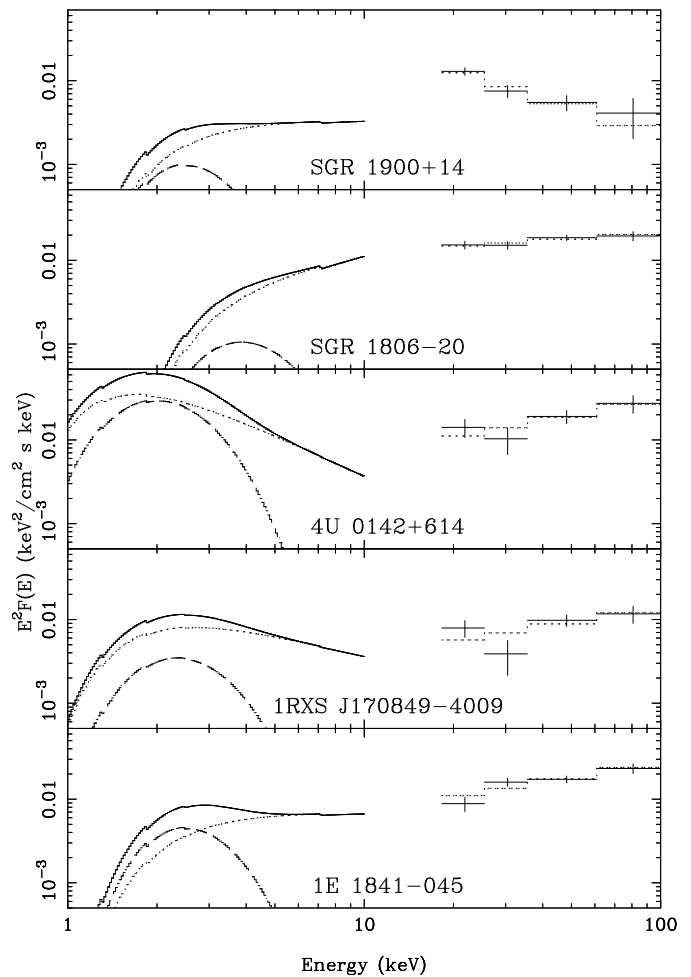 0.01
10⁻³
SGR 1900+14
0.01
10⁻³
SGR 1806−20
0.01
10⁻³
4U 0142+614
E²F(E) (keV²/cm² s keV)
0.01
10⁻³
1RXS J170849−4009
0.01
10⁻³
1E 1841−045
1 10 100
Energy (keV)